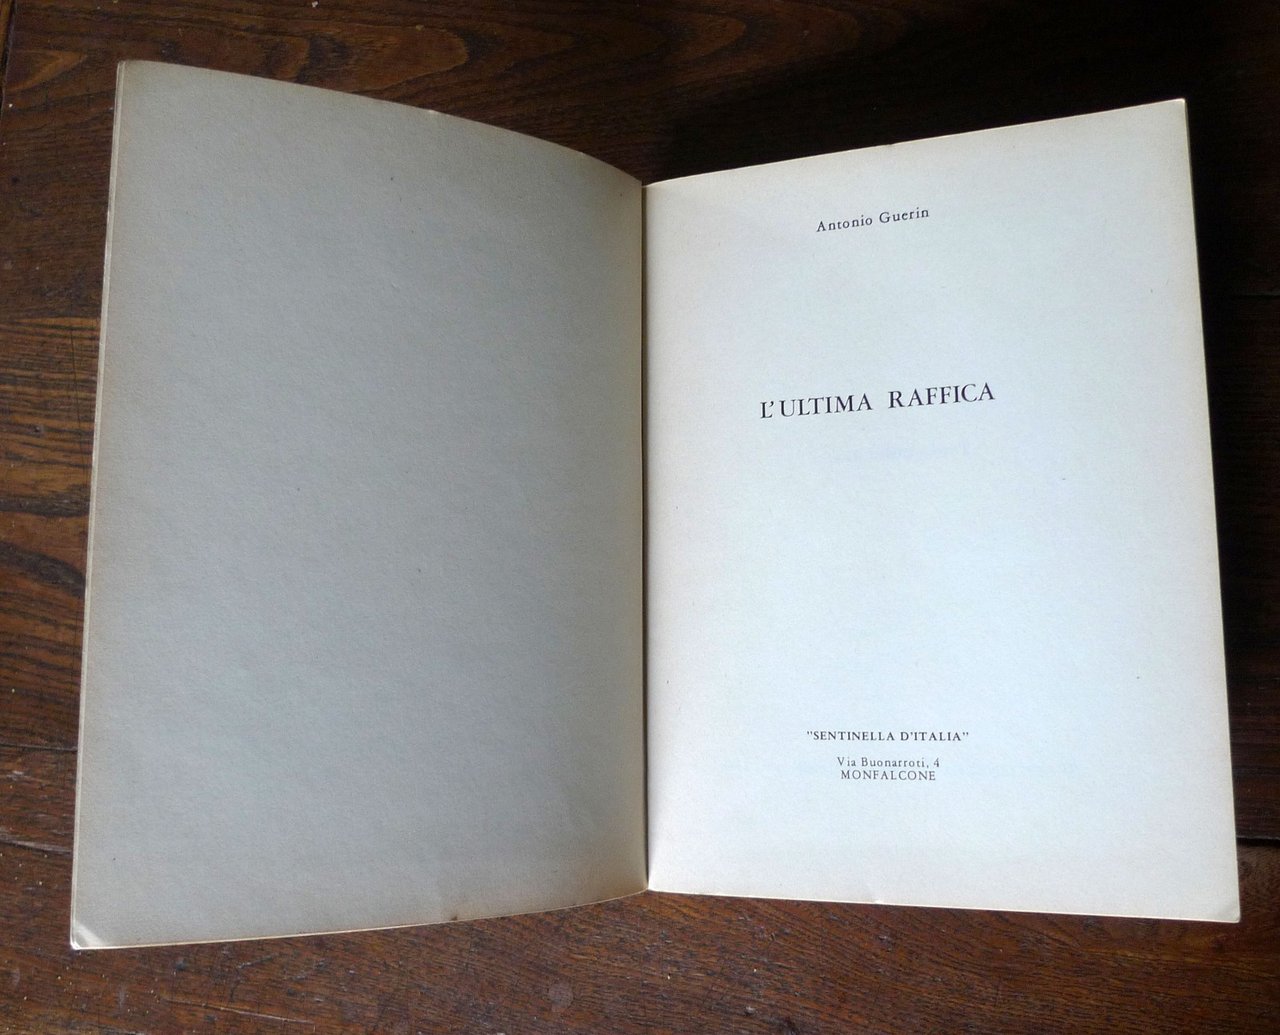 Antonio Guerin
L'ULTIMA RAFFICA
"SENTINELLA D'ITALIA"
Via Buonarroti, 4
MONFALCONE